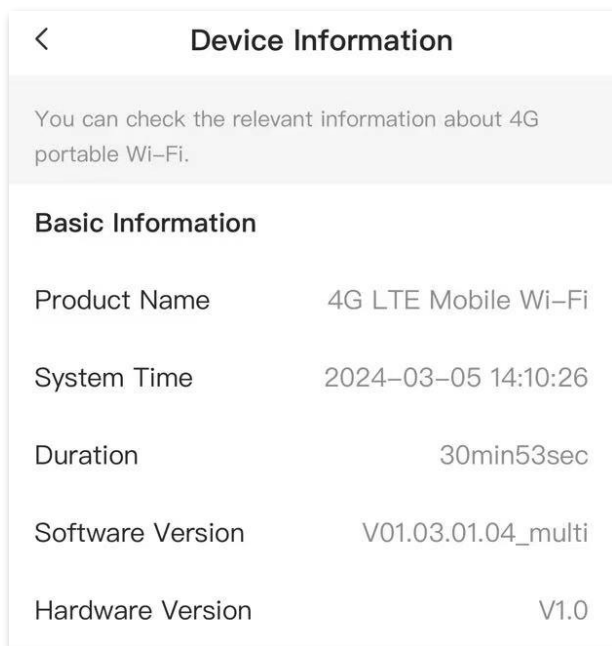 Device Information
You can check the relevant information about 4G
portable Wi-Fi.
Basic Information
Product Name 4G LTE Mobile Wi-Fi
System Time 2024-03-05 14:10:26
Duration 30min53sec
Software Version V01.03.01.04_multi
Hardware Version V1.0